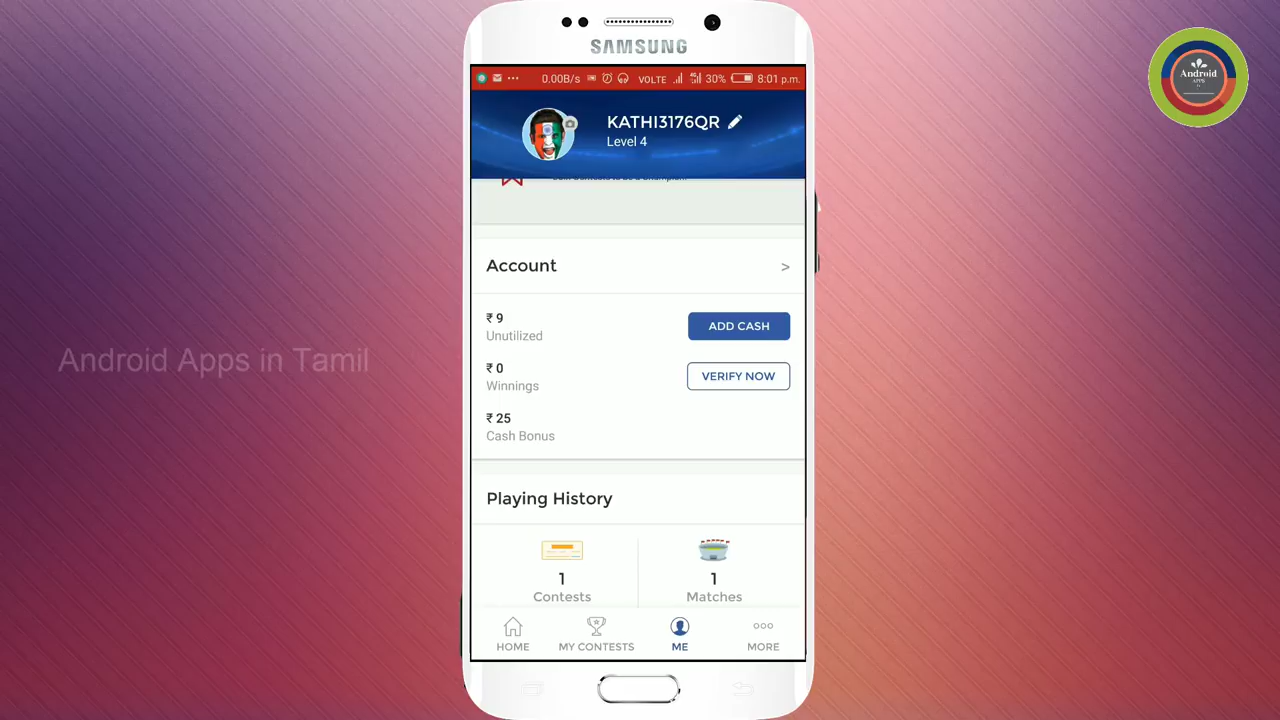 SAMSUNG
0.00B/s VOLTE 4G 30% 8:01 p.m.
KATHI3176QR
Level 4
Account >
₹ 9
Unutilized
ADD CASH
₹ 0
Winnings
VERIFY NOW
₹ 25
Cash Bonus
Playing History
1
Contests
1
Matches
HOME
MY CONTESTS
ME
MORE
Android Apps in Tamil
Android
APPS